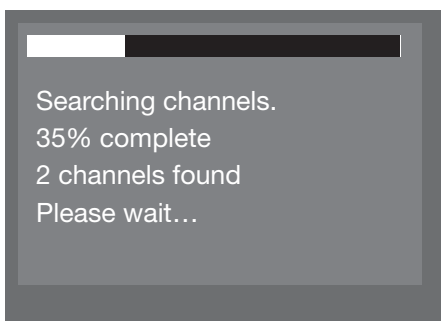 Searching channels.
35% complete
2 channels found
Please wait…